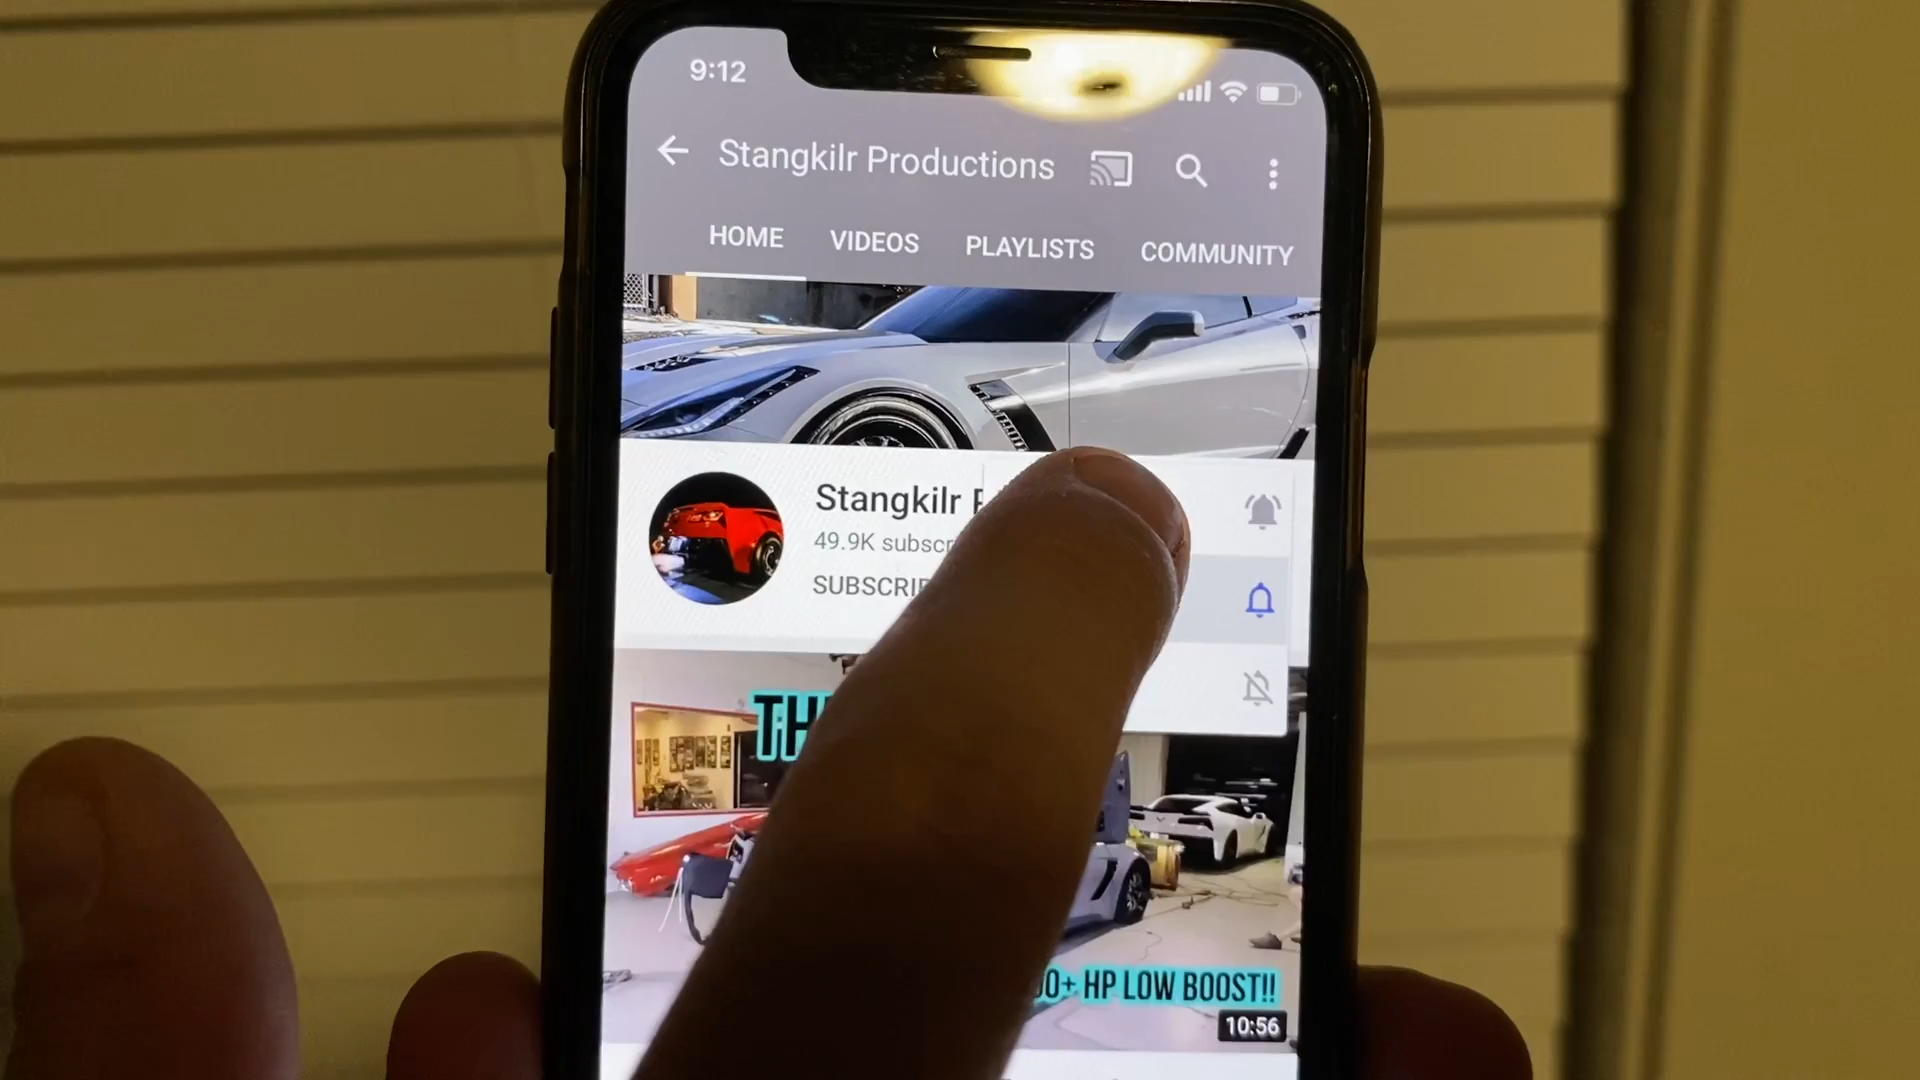 9:12
Stangkilr Productions
HOME VIDEOS PLAYLISTS COMMUNITY
Stangkilr
49.9K
HP LOW BOOST!!
10:56